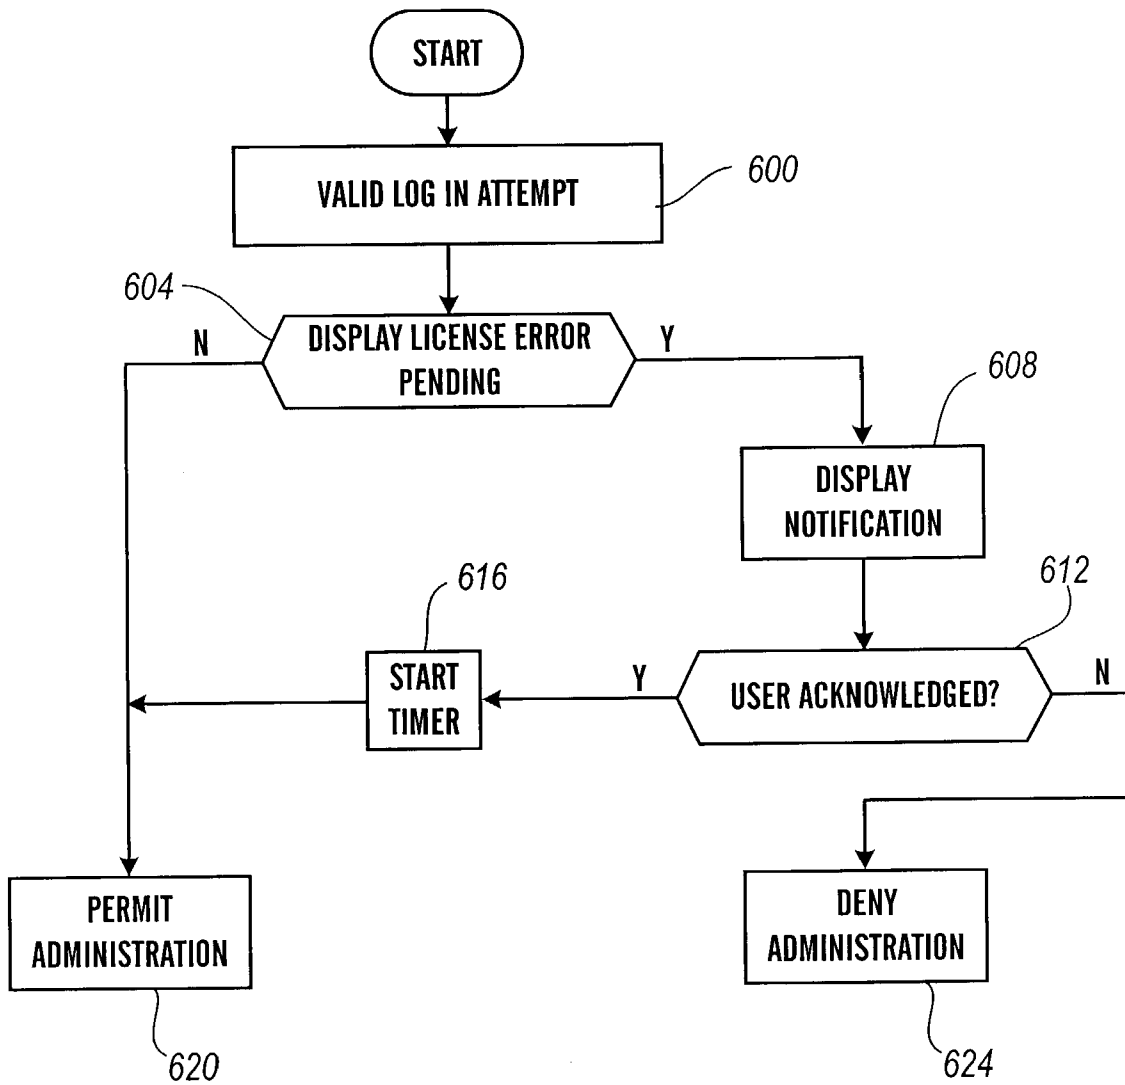 START
VALID LOG IN ATTEMPT
600
604
DISPLAY LICENSE ERROR
PENDING
N
Y
608
DISPLAY
NOTIFICATION
612
616
START
TIMER
Y
USER ACKNOWLEDGED?
N
PERMIT
ADMINISTRATION
620
DENY
ADMINISTRATION
624